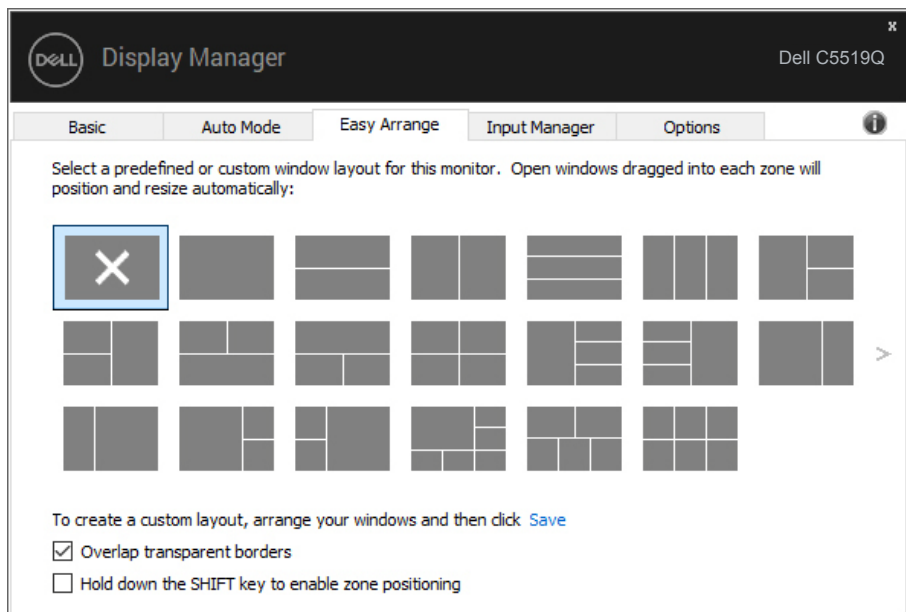 x
DELL
Display Manager
Dell C5519Q
Basic
Auto Mode
Easy Arrange
Input Manager
Options
i
Select a predefined or custom window layout for this monitor.  Open windows dragged into each zone will
position and resize automatically:
>
To create a custom layout, arrange your windows and then click  Save
Overlap transparent borders
Hold down the SHIFT key to enable zone positioning